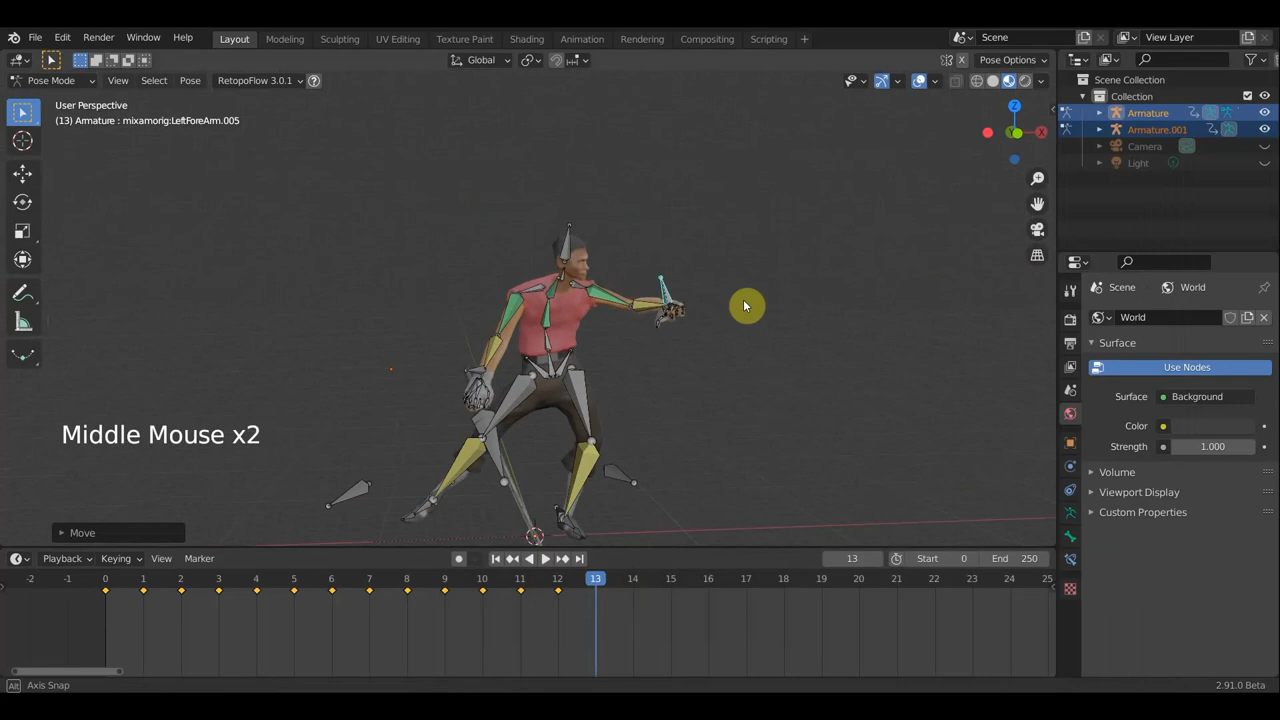 File Edit Render Window Help Layout Modeling Sculpting UV Editing Texture Paint Shading Animation Rendering Compositing Scripting + Scene View Layer
Global Pose Options
Pose Mode View Select Pose RetopoFlow 3.0.1 ?
Scene Collection
Collection
Armature
Armature.001
Camera
Light
User Perspective
(13) Armature : mixamorig:LeftForeArm.005
Z
X
Y
Scene World
World
Surface
Use Nodes
Surface Background
Color
Strength 1.000
Volume
Viewport Display
Custom Properties
Middle Mouse x2
Move
Playback Keying View Marker 13 Start 0 End 250
-2 -1 0 1 2 3 4 5 6 7 8 9 10 11 12 13 14 15 16 17 18 19 20 21 22 23 24 25
Alt Axis Snap 2.91.0 Beta